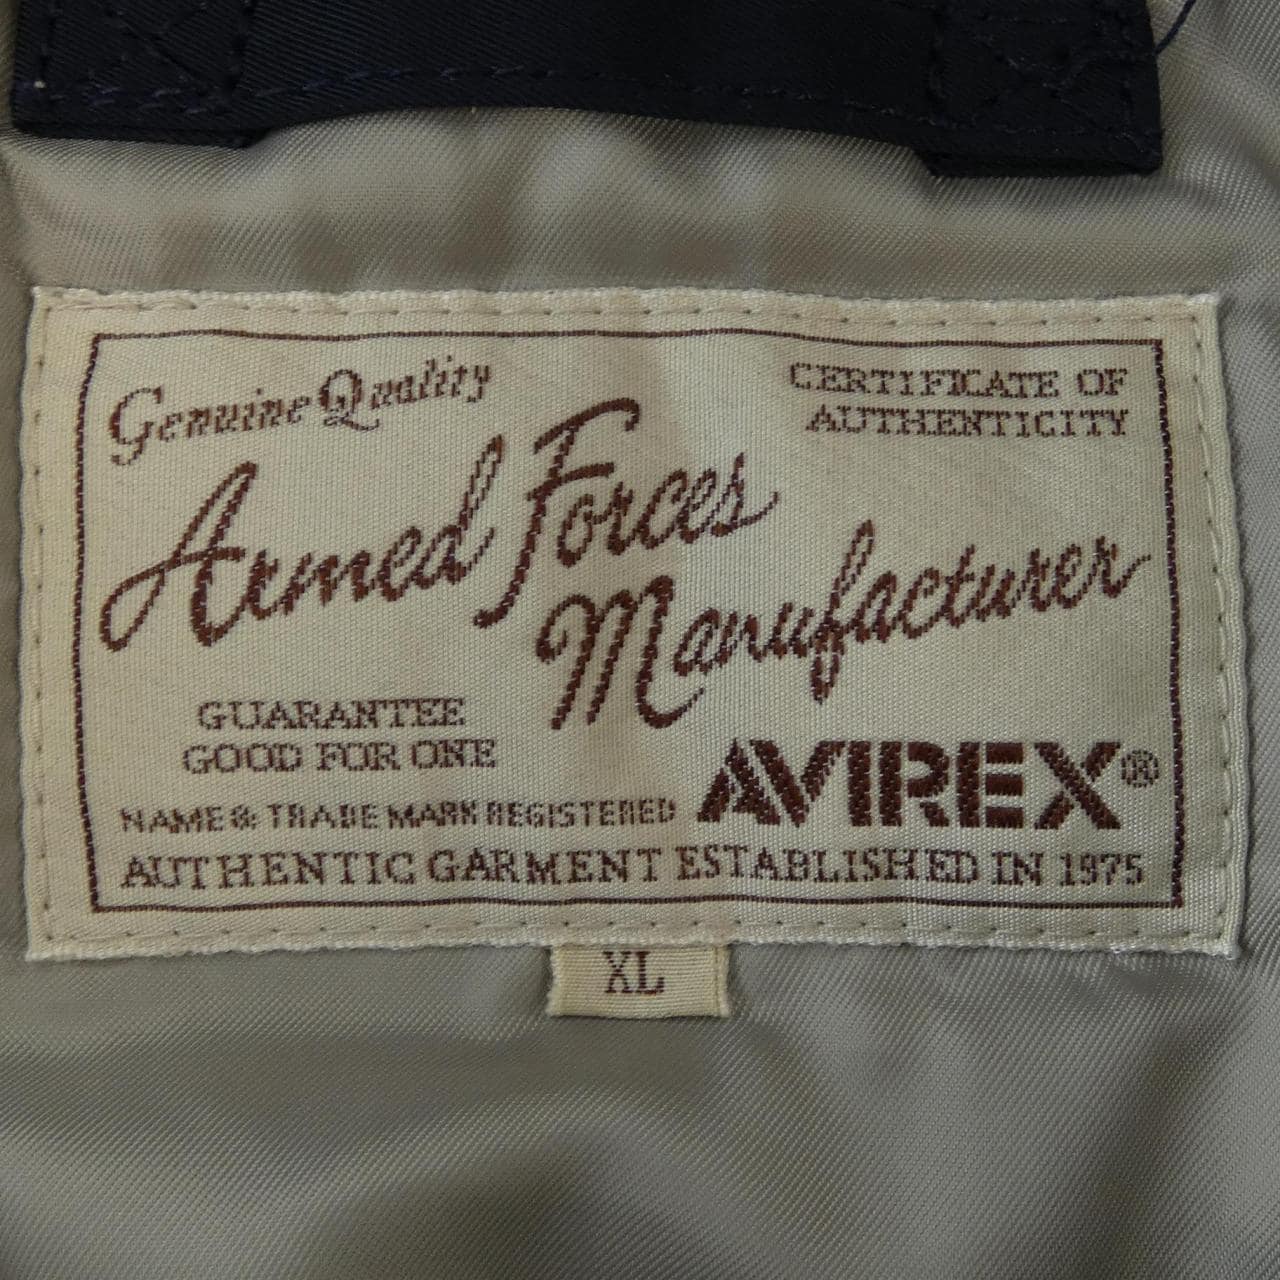 Genuine Quality
CERTIFICATE OF
AUTHENTICITY
Armed Forces
Manufacturer
GUARANTEE
GOOD FOR ONE
NAME & TRADE MARK REGISTERED
AVIREX®
AUTHENTIC GARMENT ESTABLISHED IN 1975
XL